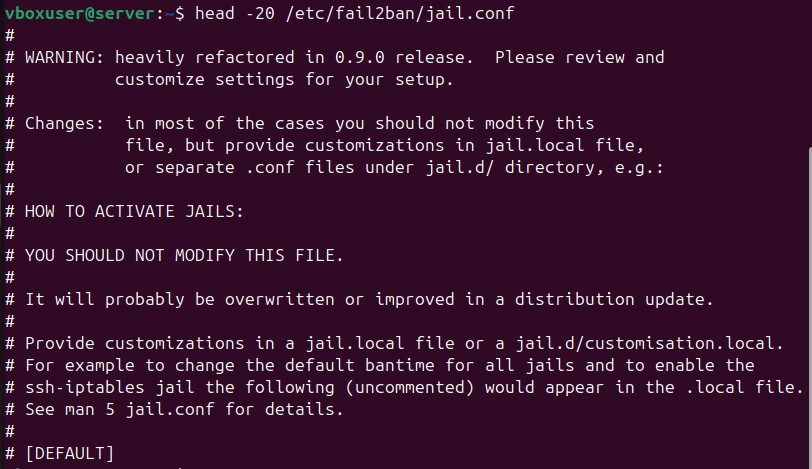 vboxuser@server:~$ head -20 /etc/fail2ban/jail.conf
#
# WARNING: heavily refactored in 0.9.0 release.  Please review and
#          customize settings for your setup.
#
# Changes:  in most of the cases you should not modify this
#           file, but provide customizations in jail.local file,
#           or separate .conf files under jail.d/ directory, e.g.:
#
# HOW TO ACTIVATE JAILS:
#
# YOU SHOULD NOT MODIFY THIS FILE.
#
# It will probably be overwritten or improved in a distribution update.
#
# Provide customizations in a jail.local file or a jail.d/customisation.local.
# For example to change the default bantime for all jails and to enable the
# ssh-iptables jail the following (uncommented) would appear in the .local file.
# See man 5 jail.conf for details.
#
# [DEFAULT]